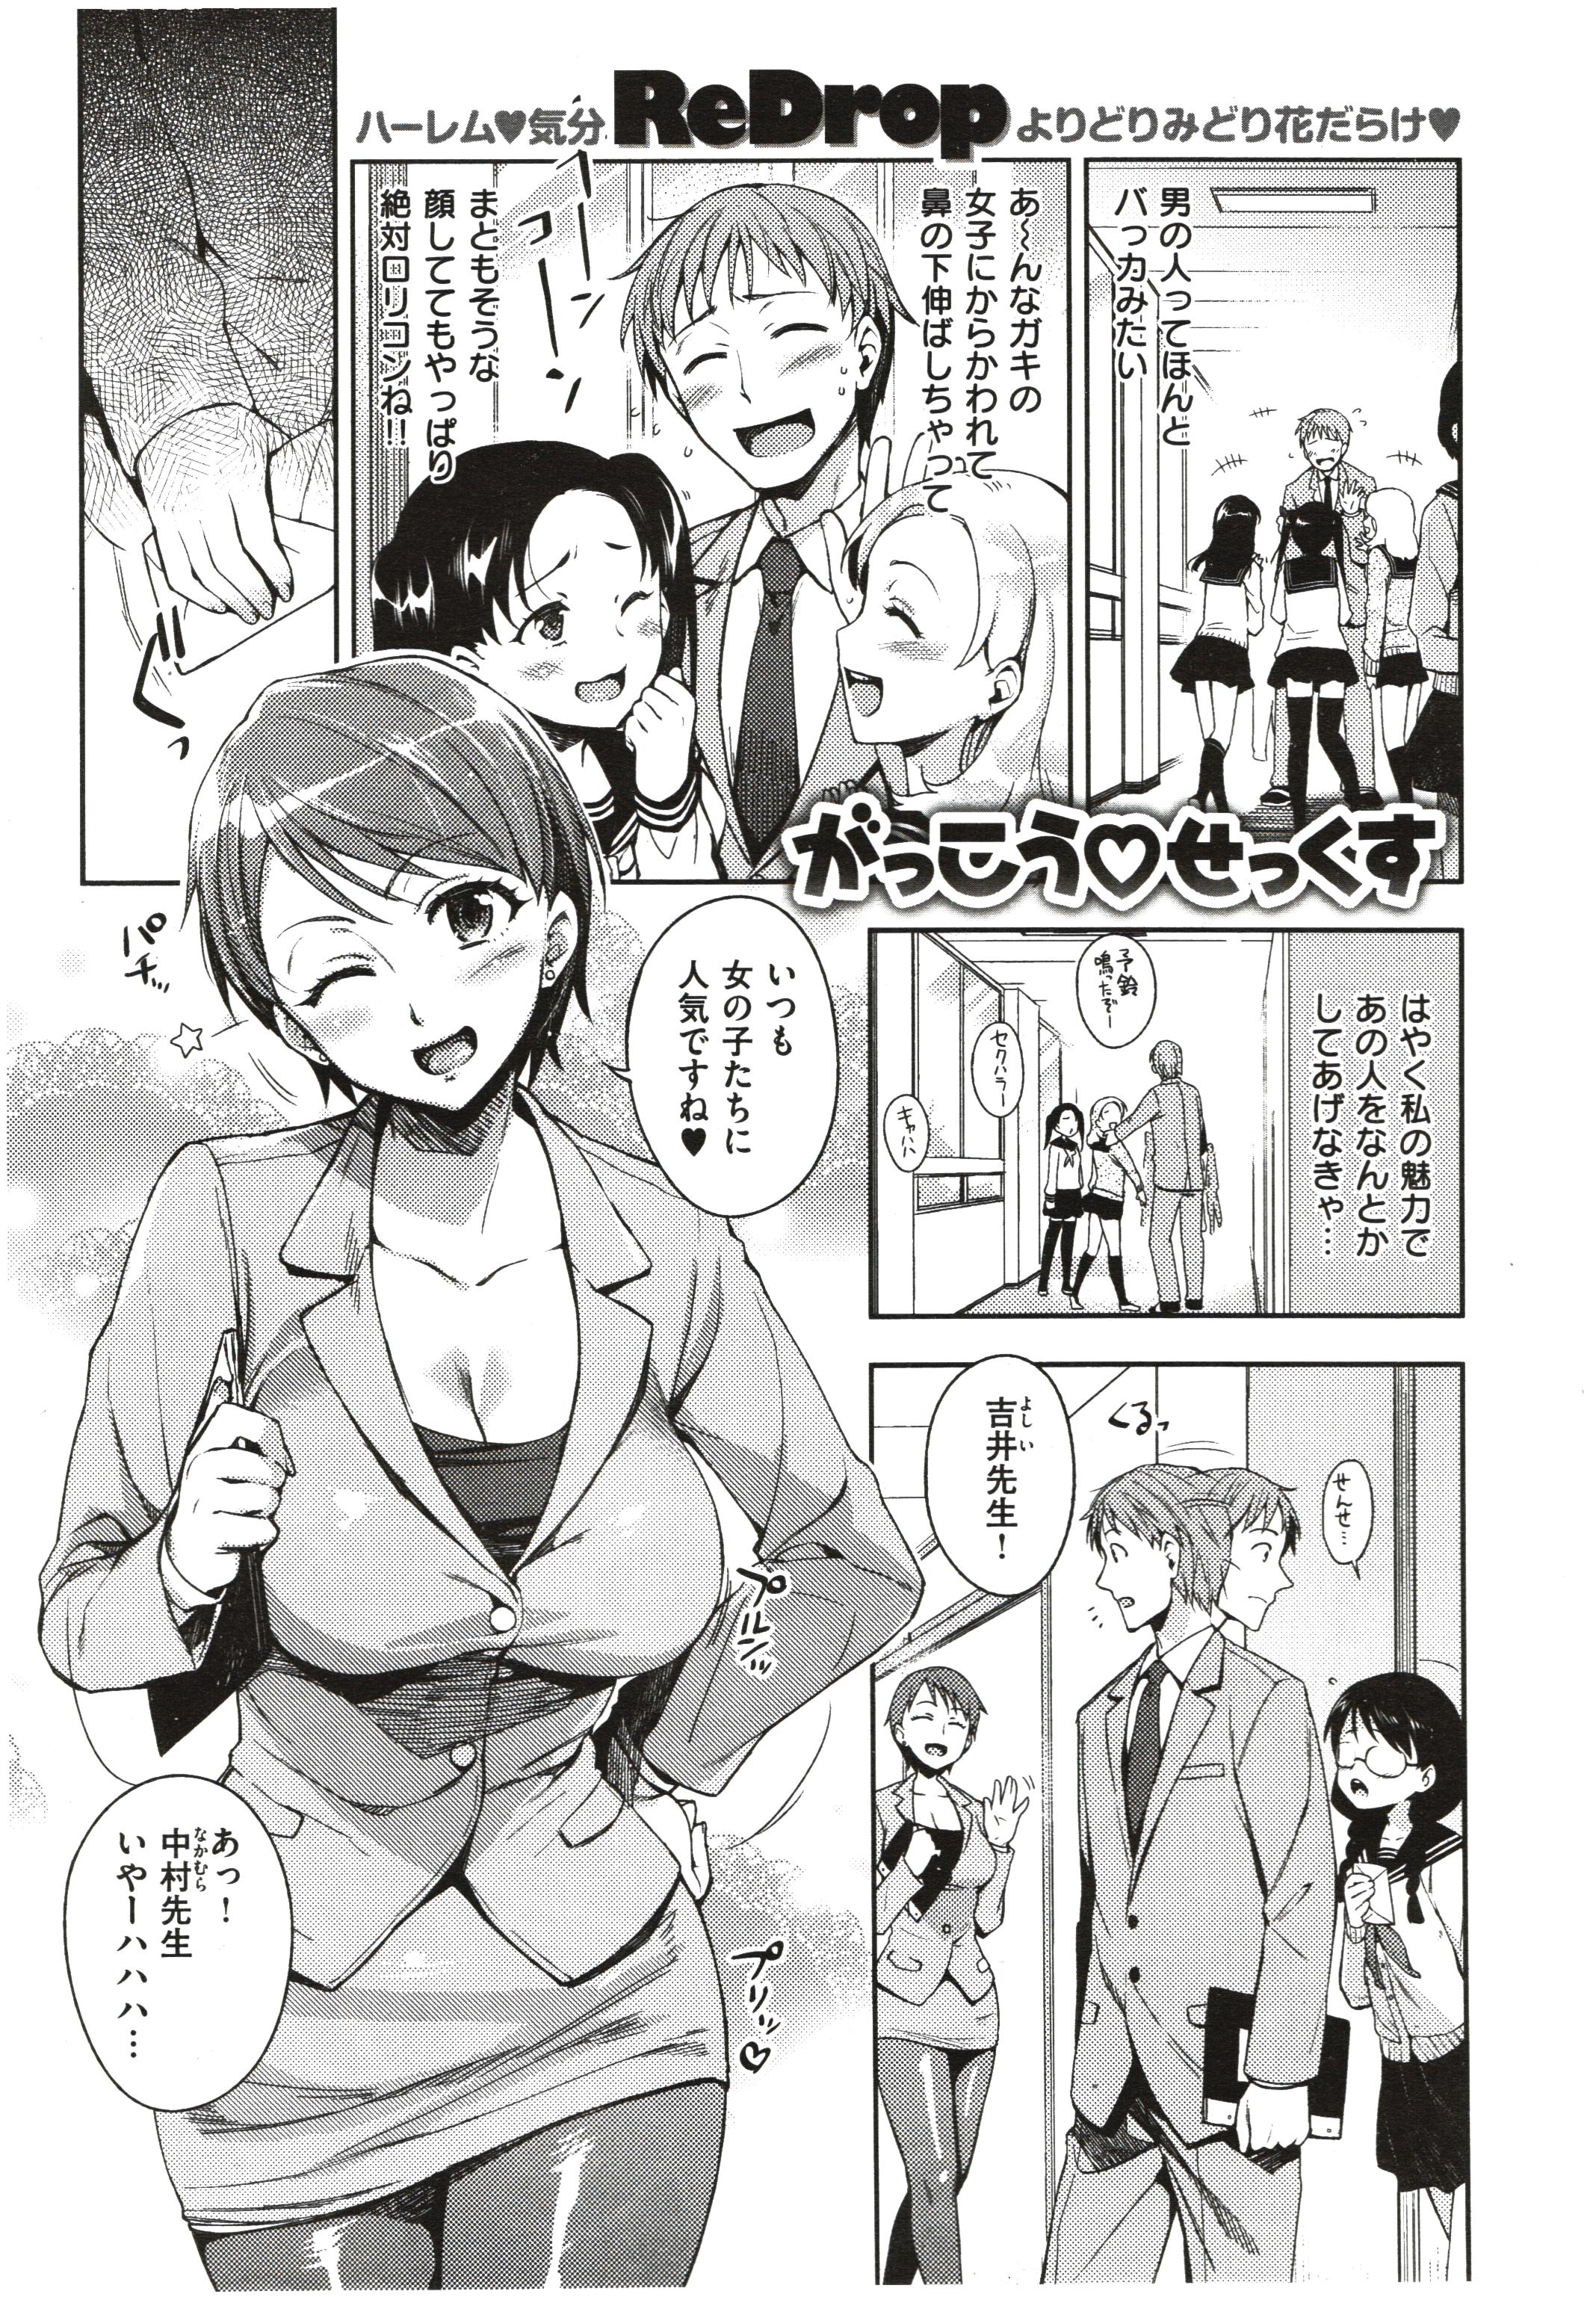 ハーレム♥気分
ReDrop
よりどりみどり花だらけ♥
男の人ってほんと
バっカみたい
あ〜んなガキの
女子にからかわれて
鼻の下伸ばしちゃって
まともそうな
顔しててもやっぱり
絶対ロリコンね!!
がっこう♡せっくす
はやく私の魅力で
あの人をなんとか
してあげなきゃ…
予鈴
鳴ったぞー
セクハラー
キャハハ
せんせ…
くるっ
よしい
吉井先生!
いつも
女の子たちに
人気ですね♥
パチ…
プルンッ
プリッ♡
あっ!
なかむら
中村先生
いやーハハハ…